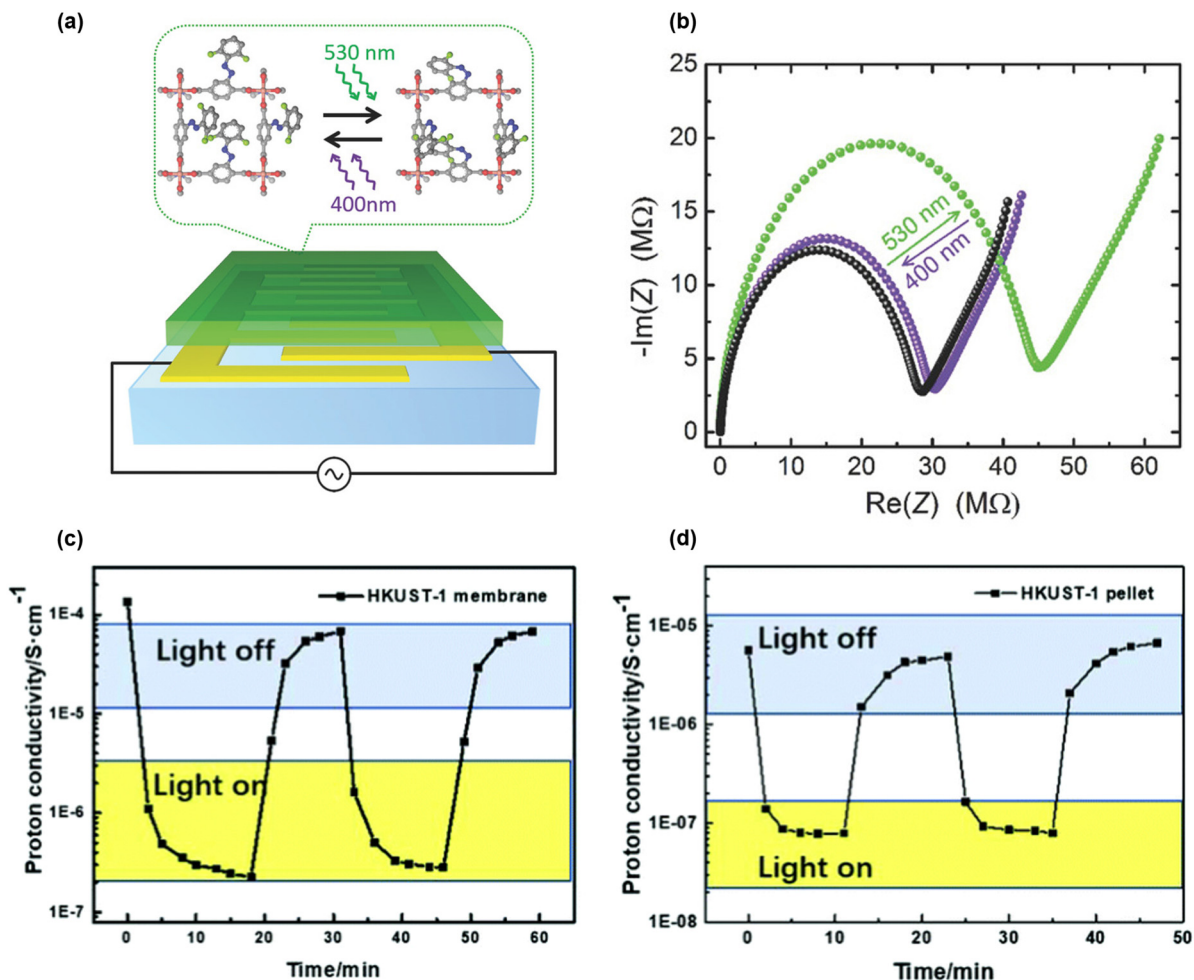 (a)
530 nm
400nm
(b)
25
20
15
10
5
0
-Im(Z) (MΩ)
530 nm
400 nm
0 10 20 30 40 50 60
Re(Z) (MΩ)
(c)
1E-4
1E-5
1E-6
1E-7
Proton conductivity/S·cm⁻¹
HKUST-1 membrane
Light off
Light on
0 10 20 30 40 50 60
Time/min
(d)
1E-05
1E-06
1E-07
1E-08
Proton conductivity/S·cm⁻¹
HKUST-1 pellet
Light off
Light on
0 10 20 30 40 50
Time/min